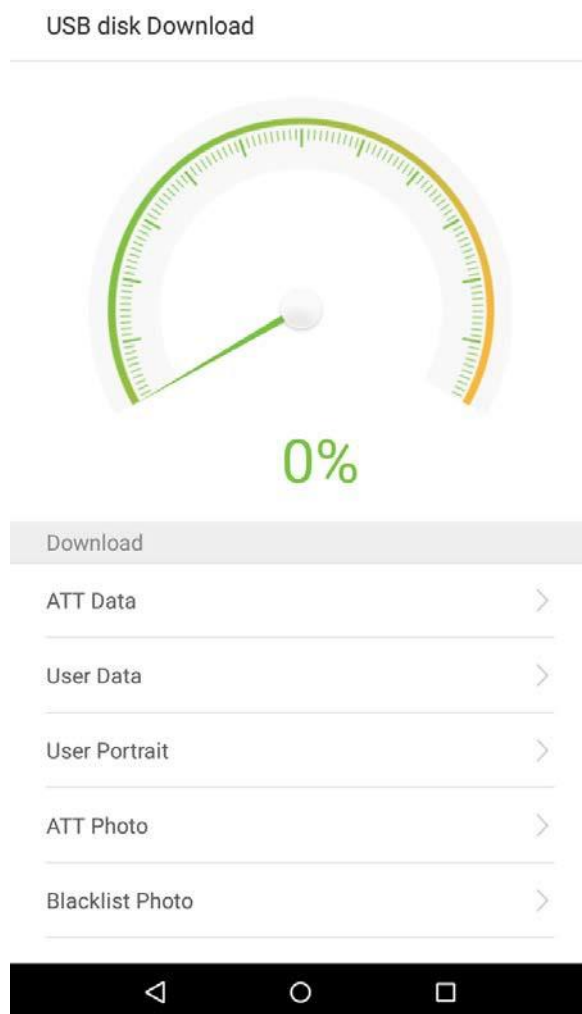 USB disk Download
0%
Download
ATT Data
User Data
User Portrait
ATT Photo
Blacklist Photo